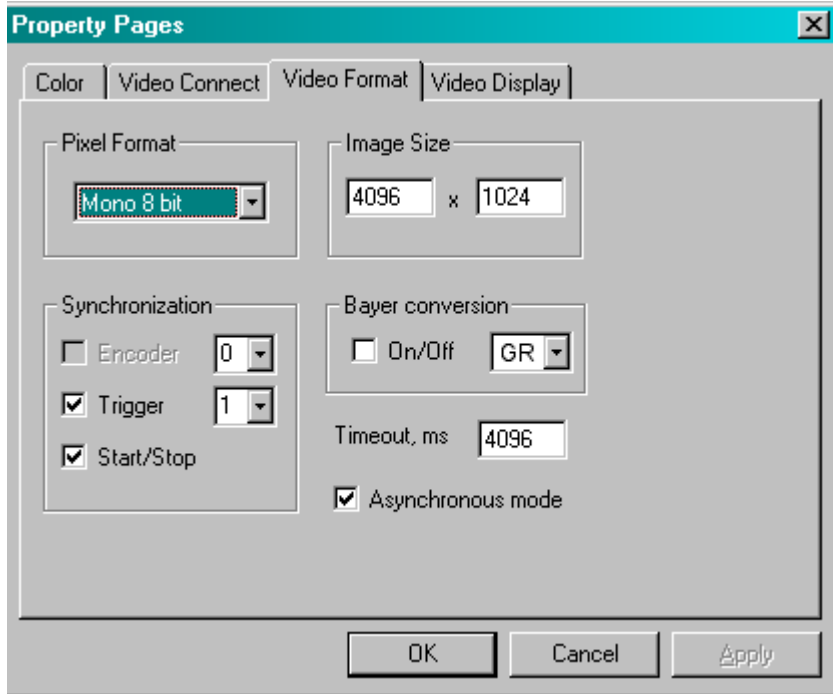 Property Pages
Color Video Connect Video Format Video Display
Pixel Format
Mono 8 bit
Image Size
4096 x 1024
Synchronization
Encoder 0
Trigger 1
Start/Stop
Bayer conversion
On/Off GR
Timeout, ms 4096
Asynchronous mode
OK Cancel Apply